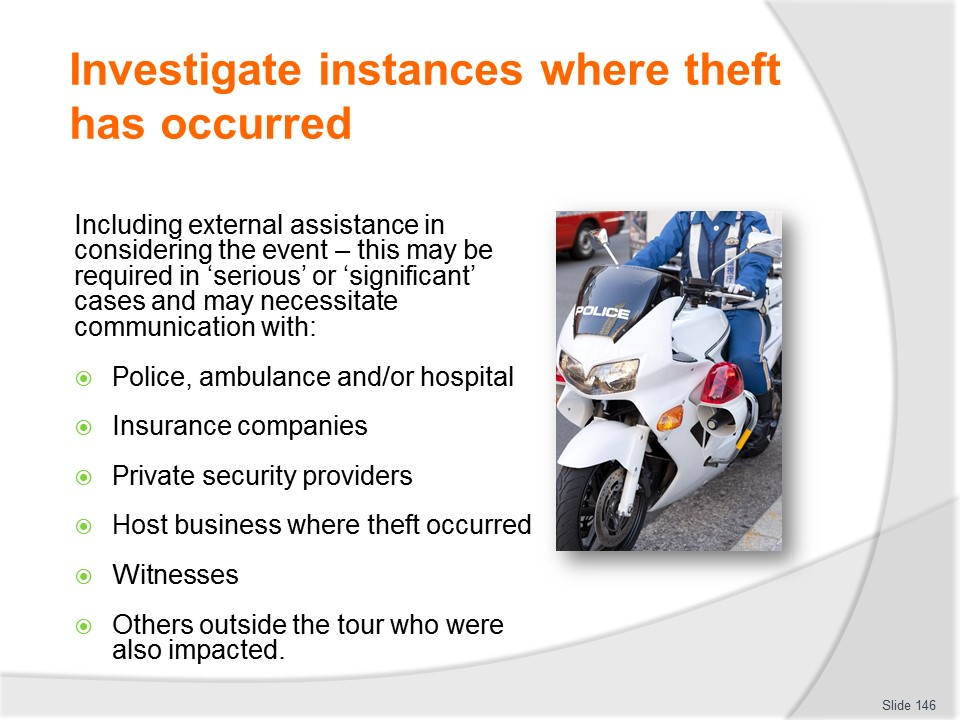 Investigate instances where theft
has occurred
Including external assistance in
considering the event – this may be
required in ‘serious’ or ‘significant’
cases and may necessitate
communication with:
Police, ambulance and/or hospital
Insurance companies
Private security providers
Host business where theft occurred
Witnesses
Others outside the tour who were
also impacted.
POLICE
Slide 146